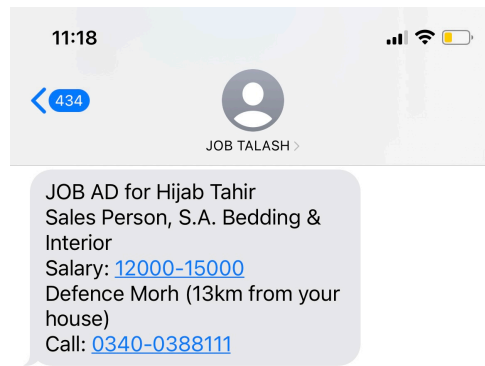 11:18
434
JOB TALASH
JOB AD for Hijab Tahir
Sales Person, S.A. Bedding &
Interior
Salary: 12000-15000
Defence Morh (13km from your
house)
Call: 0340-0388111